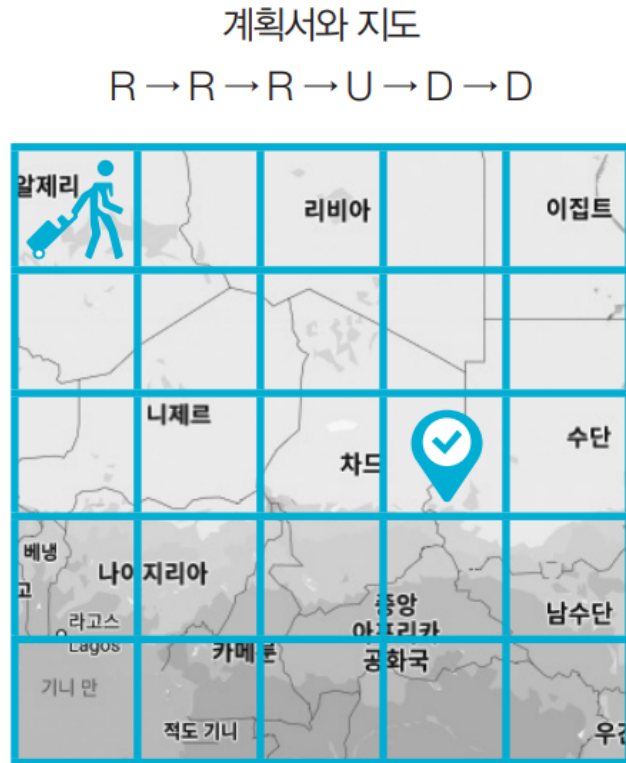 계획서와 지도
R → R → R → U → D → D
알제리
리비아
이집트
니제르
차드
수단
베냉
고
나이지리아
라고스
Lagos
중앙
아프리카
공화국
남수단
카메룬
기니 만
적도 기니
우간